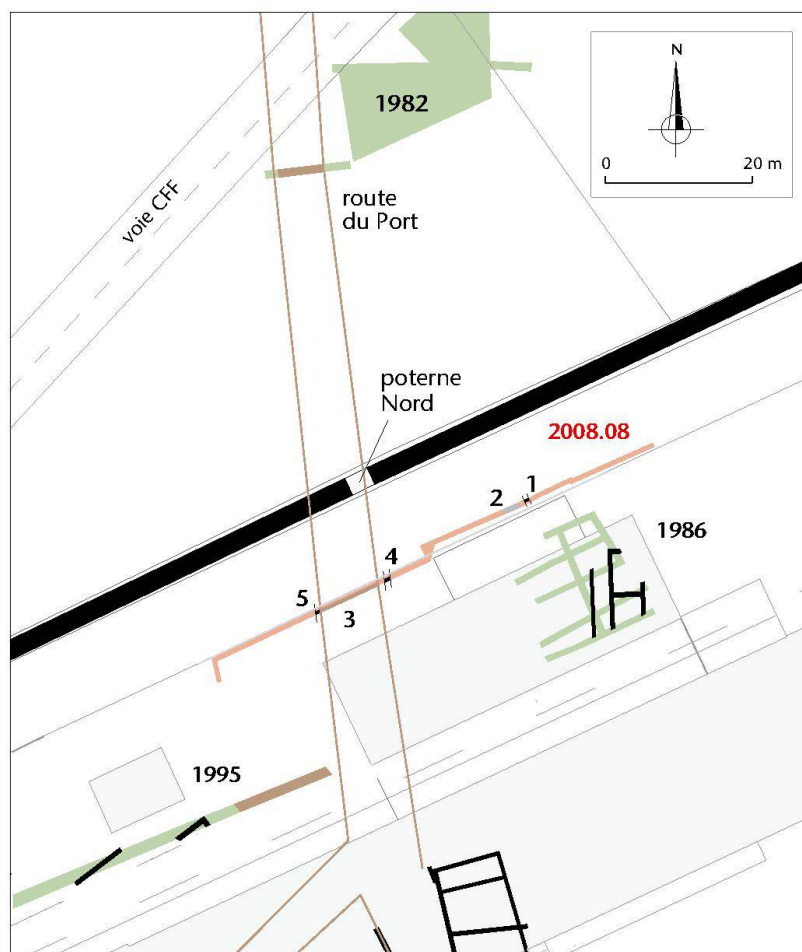 1982
N
0 20 m
voie CFF
route
du Port
poterne
Nord
2008.08
1
2
1986
4
5
3
1995